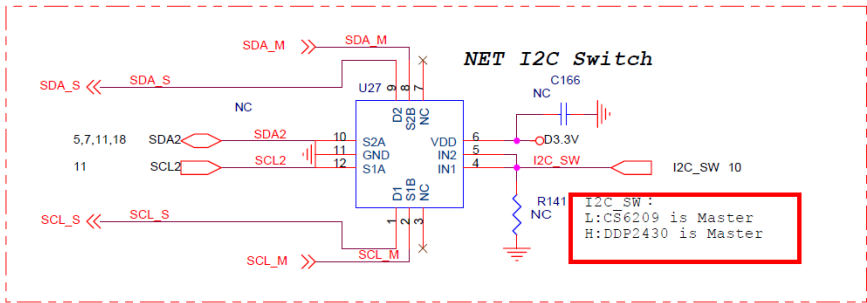 SDA_M
SDA_M
NET I2C Switch
SDA_S
SDA_S
C166
NC
U27
9
8
7
D2
S2B
NC
NC
D3.3V
5,7,11,18
SDA2
SDA2
10
S2A
VDD
6
11
GND
IN2
5
11
SCL2
SCL2
12
S1A
IN1
4
I2C_SW
I2C_SW
10
D1
S1B
NC
1
2
3
R141
NC
I2C_SW:
L:CS6209 is Master
H:DDP2430 is Master
SCL_S
SCL_S
SCL_M
SCL_M